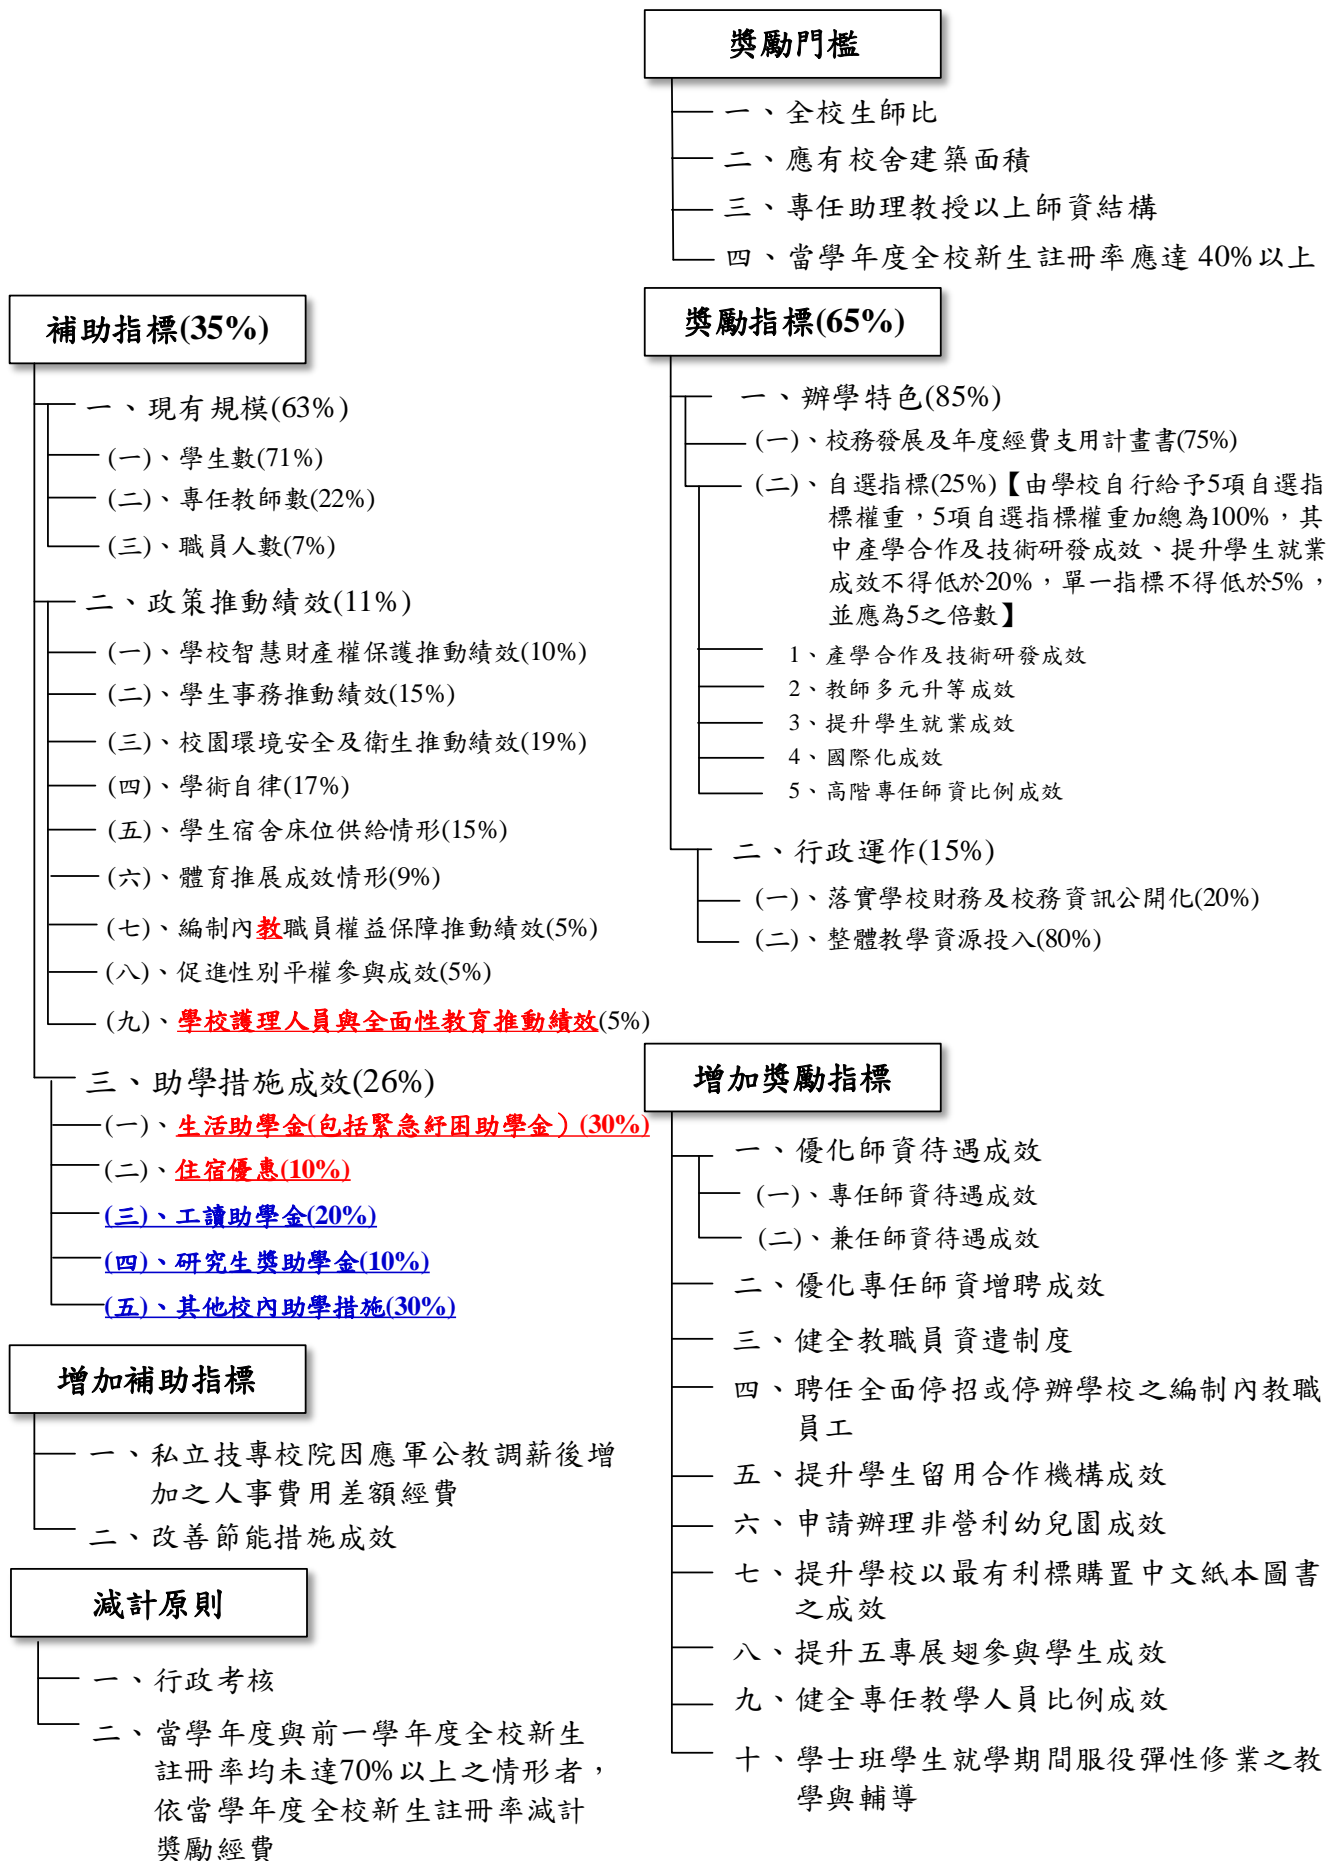 獎勵門檻
一、全校生師比
二、應有校舍建築面積
三、專任助理教授以上師資結構
四、當學年度全校新生註冊率應達 40%以上
補助指標(35%)
一、現有規模(63%)
(一)、學生數(71%)
(二)、專任教師數(22%)
(三)、職員人數(7%)
二、政策推動績效(11%)
(一)、學校智慧財產權保護推動績效(10%)
(二)、學生事務推動績效(15%)
(三)、校園環境安全及衛生推動績效(19%)
(四)、學術自律(17%)
(五)、學生宿舍床位供給情形(15%)
(六)、體育推展成效情形(9%)
(七)、編制內教職員權益保障推動績效(5%)
(八)、促進性別平權參與成效(5%)
(九)、學校護理人員與全面性教育推動績效(5%)
三、助學措施成效(26%)
(一)、生活助學金(包括緊急紓困助學金）(30%)
(二)、住宿優惠(10%)
(三)、工讀助學金(20%)
(四)、研究生獎助學金(10%)
(五)、其他校內助學措施(30%)
增加補助指標
一、私立技專校院因應軍公教調薪後增
加之人事費用差額經費
二、改善節能措施成效
減計原則
一、行政考核
二、當學年度與前一學年度全校新生
註冊率均未達70%以上之情形者，
依當學年度全校新生註冊率減計
獎勵經費
獎勵指標(65%)
一、辦學特色(85%)
(一)、校務發展及年度經費支用計畫書(75%)
(二)、自選指標(25%)【由學校自行給予5項自選指
標權重，5項自選指標權重加總為100%，其
中產學合作及技術研發成效、提升學生就業
成效不得低於20%，單一指標不得低於5%，
並應為5之倍數】
1、產學合作及技術研發成效
2、教師多元升等成效
3、提升學生就業成效
4、國際化成效
5、高階專任師資比例成效
二、行政運作(15%)
(一)、落實學校財務及校務資訊公開化(20%)
(二)、整體教學資源投入(80%)
增加獎勵指標
一、優化師資待遇成效
(一)、專任師資待遇成效
(二)、兼任師資待遇成效
二、優化專任師資增聘成效
三、健全教職員資遣制度
四、聘任全面停招或停辦學校之編制內教職
員工
五、提升學生留用合作機構成效
六、申請辦理非營利幼兒園成效
七、提升學校以最有利標購置中文紙本圖書
之成效
八、提升五專展翅參與學生成效
九、健全專任教學人員比例成效
十、學士班學生就學期間服役彈性修業之教
學與輔導